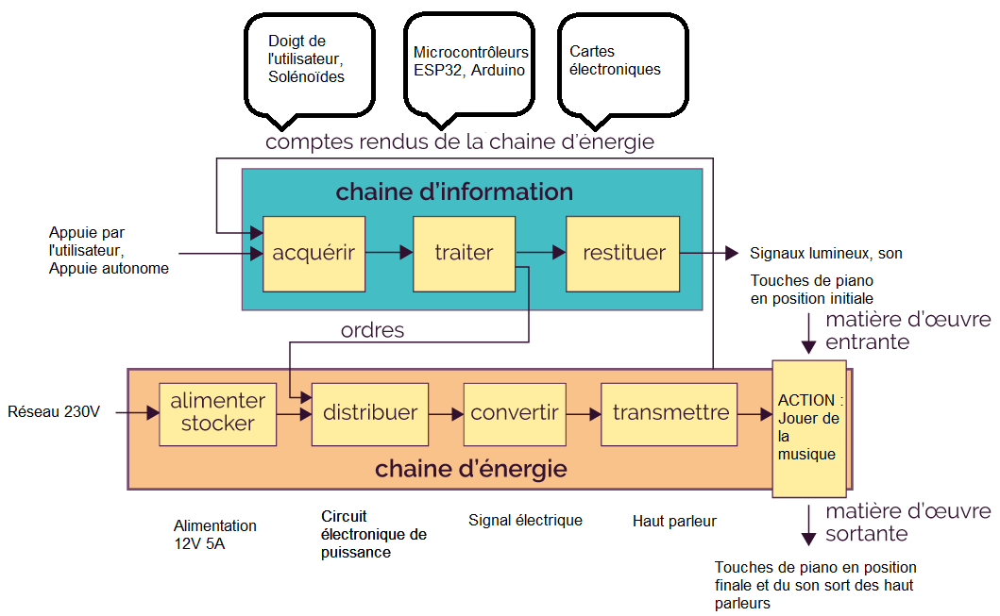 Doigt de
l'utilisateur,
Solénoïdes
Microcontrôleurs
ESP32, Arduino
Cartes
électroniques
comptes rendus de la chaine d'énergie
chaine d'information
Appuie par
l'utilisateur,
Appuie autonome
acquérir
traiter
restituer
Signaux lumineux, son
Touches de piano
en position initiale
ordres
matière d'œuvre
entrante
Réseau 230V
alimenter
stocker
distribuer
convertir
transmettre
ACTION :
Jouer de
la
musique
chaine d'énergie
Alimentation
12V 5A
Circuit
électronique de
puissance
Signal électrique
Haut parleur
matière d'œuvre
sortante
Touches de piano en position
finale et du son sort des haut
parleurs